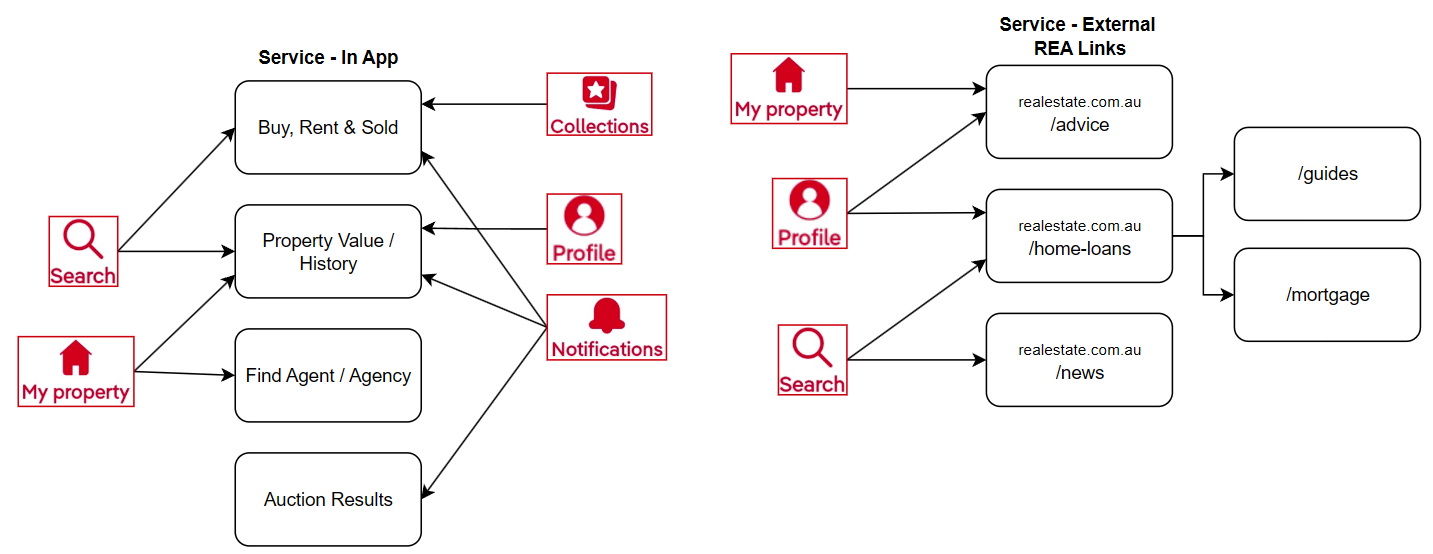 Service - In App
Buy, Rent & Sold
Collections
Property Value /
History
Profile
Search
Notifications
My property
Find Agent / Agency
Auction Results
Service - External
REA Links
My property
realestate.com.au
/advice
Profile
realestate.com.au
/home-loans
/guides
/mortgage
Search
realestate.com.au
/news